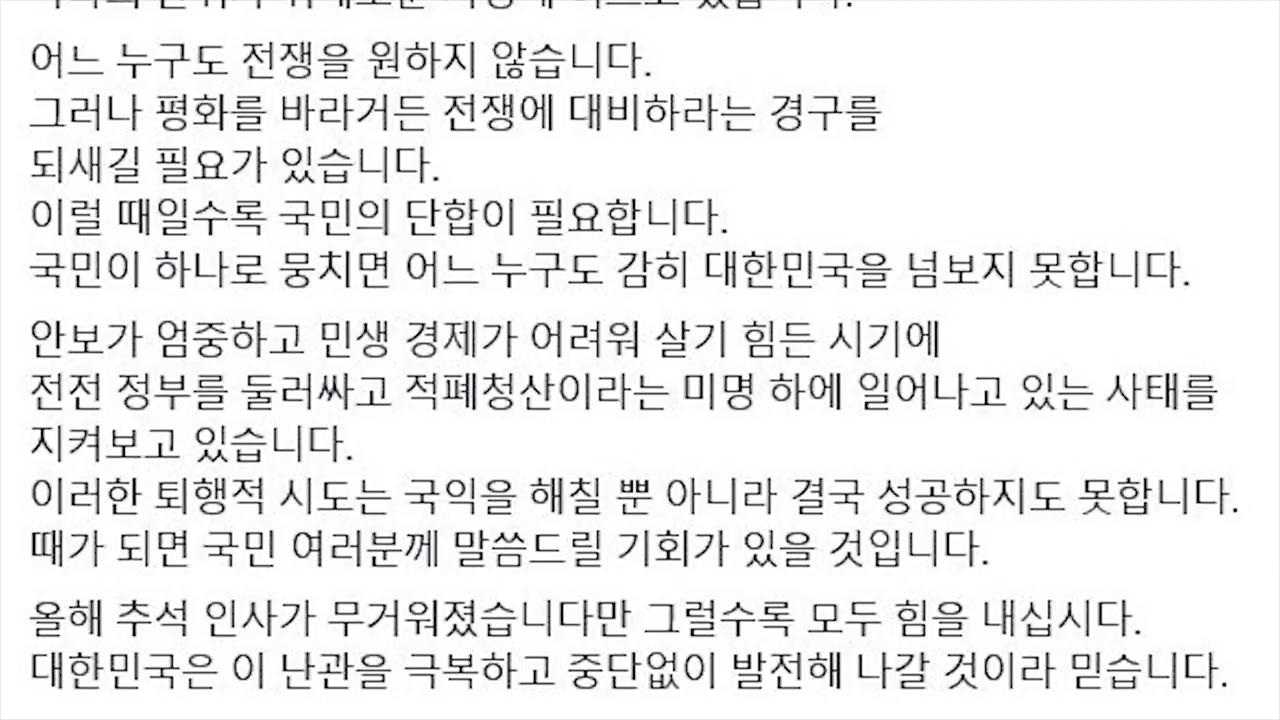 어느 누구도 전쟁을 원하지 않습니다.
그러나 평화를 바라거든 전쟁에 대비하라는 경구를
되새길 필요가 있습니다.
이럴 때일수록 국민의 단합이 필요합니다.
국민이 하나로 뭉치면 어느 누구도 감히 대한민국을 넘보지 못합니다.
안보가 엄중하고 민생 경제가 어려워 살기 힘든 시기에
전전 정부를 둘러싸고 적폐청산이라는 미명 하에 일어나고 있는 사태를
지켜보고 있습니다.
이러한 퇴행적 시도는 국익을 해칠 뿐 아니라 결국 성공하지도 못합니다.
때가 되면 국민 여러분께 말씀드릴 기회가 있을 것입니다.
올해 추석 인사가 무거워졌습니다만 그럴수록 모두 힘을 내십시다.
대한민국은 이 난관을 극복하고 중단없이 발전해 나갈 것이라 믿습니다.